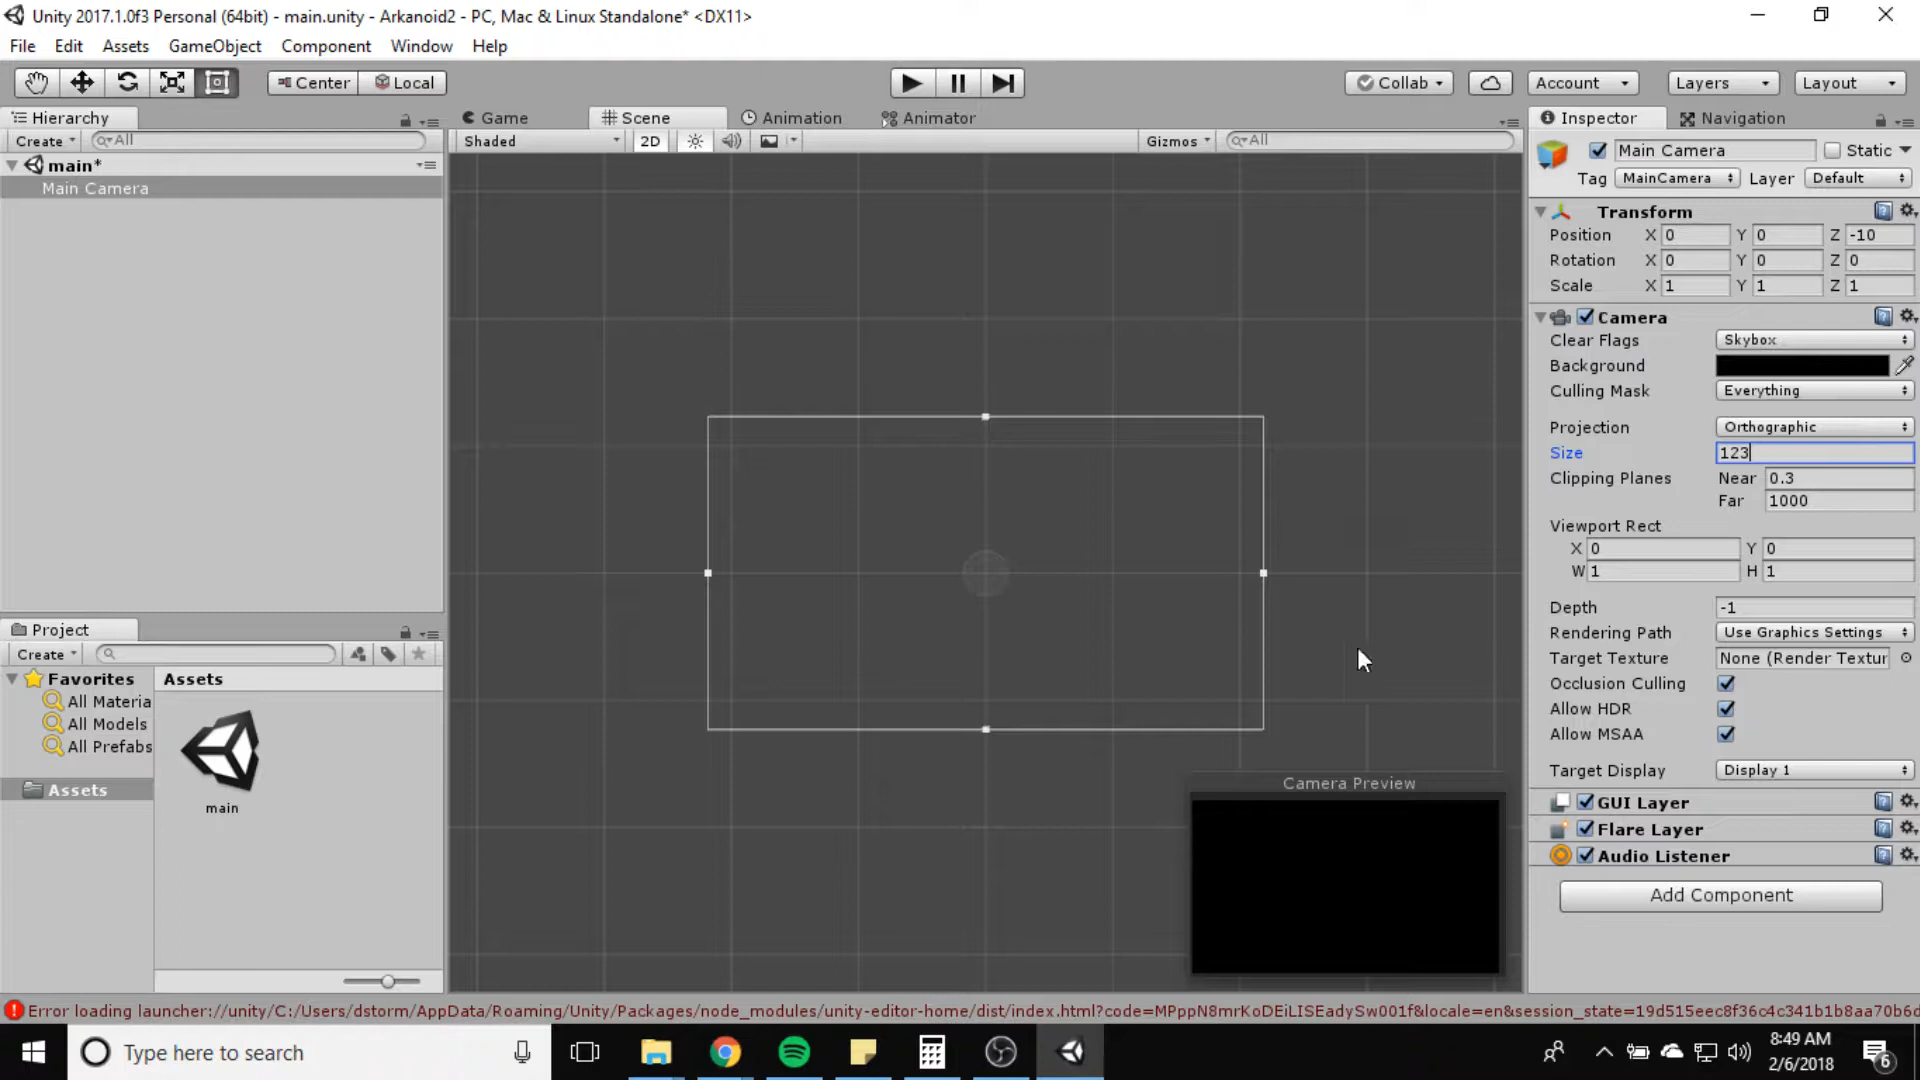 Unity 2017.1.0f3 Personal (64bit) - main.unity - Arkanoid2 - PC, Mac & Linux Standalone* <DX11>
File Edit Assets GameObject Component Window Help
Center Local Collab Account Layers Layout
Hierarchy
Create All
main*
Main Camera
Game Scene Animation Animator
Shaded 2D Gizmos All
Camera Preview
Inspector Navigation
Main Camera Static
Tag MainCamera Layer Default
Transform
Position X 0 Y 0 Z -10
Rotation X 0 Y 0 Z 0
Scale X 1 Y 1 Z 1
Camera
Clear Flags Skybox
Background
Culling Mask Everything
Projection Orthographic
Size 123
Clipping Planes Near 0.3
Far 1000
Viewport Rect
X 0 Y 0
W 1 H 1
Depth -1
Rendering Path Use Graphics Settings
Target Texture None (Render Textur
Occlusion Culling
Allow HDR
Allow MSAA
Target Display Display 1
GUI Layer
Flare Layer
Audio Listener
Add Component
Project
Create
Favorites
All Materia
All Models
All Prefabs
Assets
Assets
main
Error loading launcher://unity/C:/Users/dstorm/AppData/Roaming/Unity/Packages/node_modules/unity-editor-home/dist/index.html?code=MPppN8mrKoDEiLISEadySw001f&locale=en&session_state=19d515eec8f36c4c341b1b8aa70b6d
Type here to search
8:49 AM
2/6/2018
6